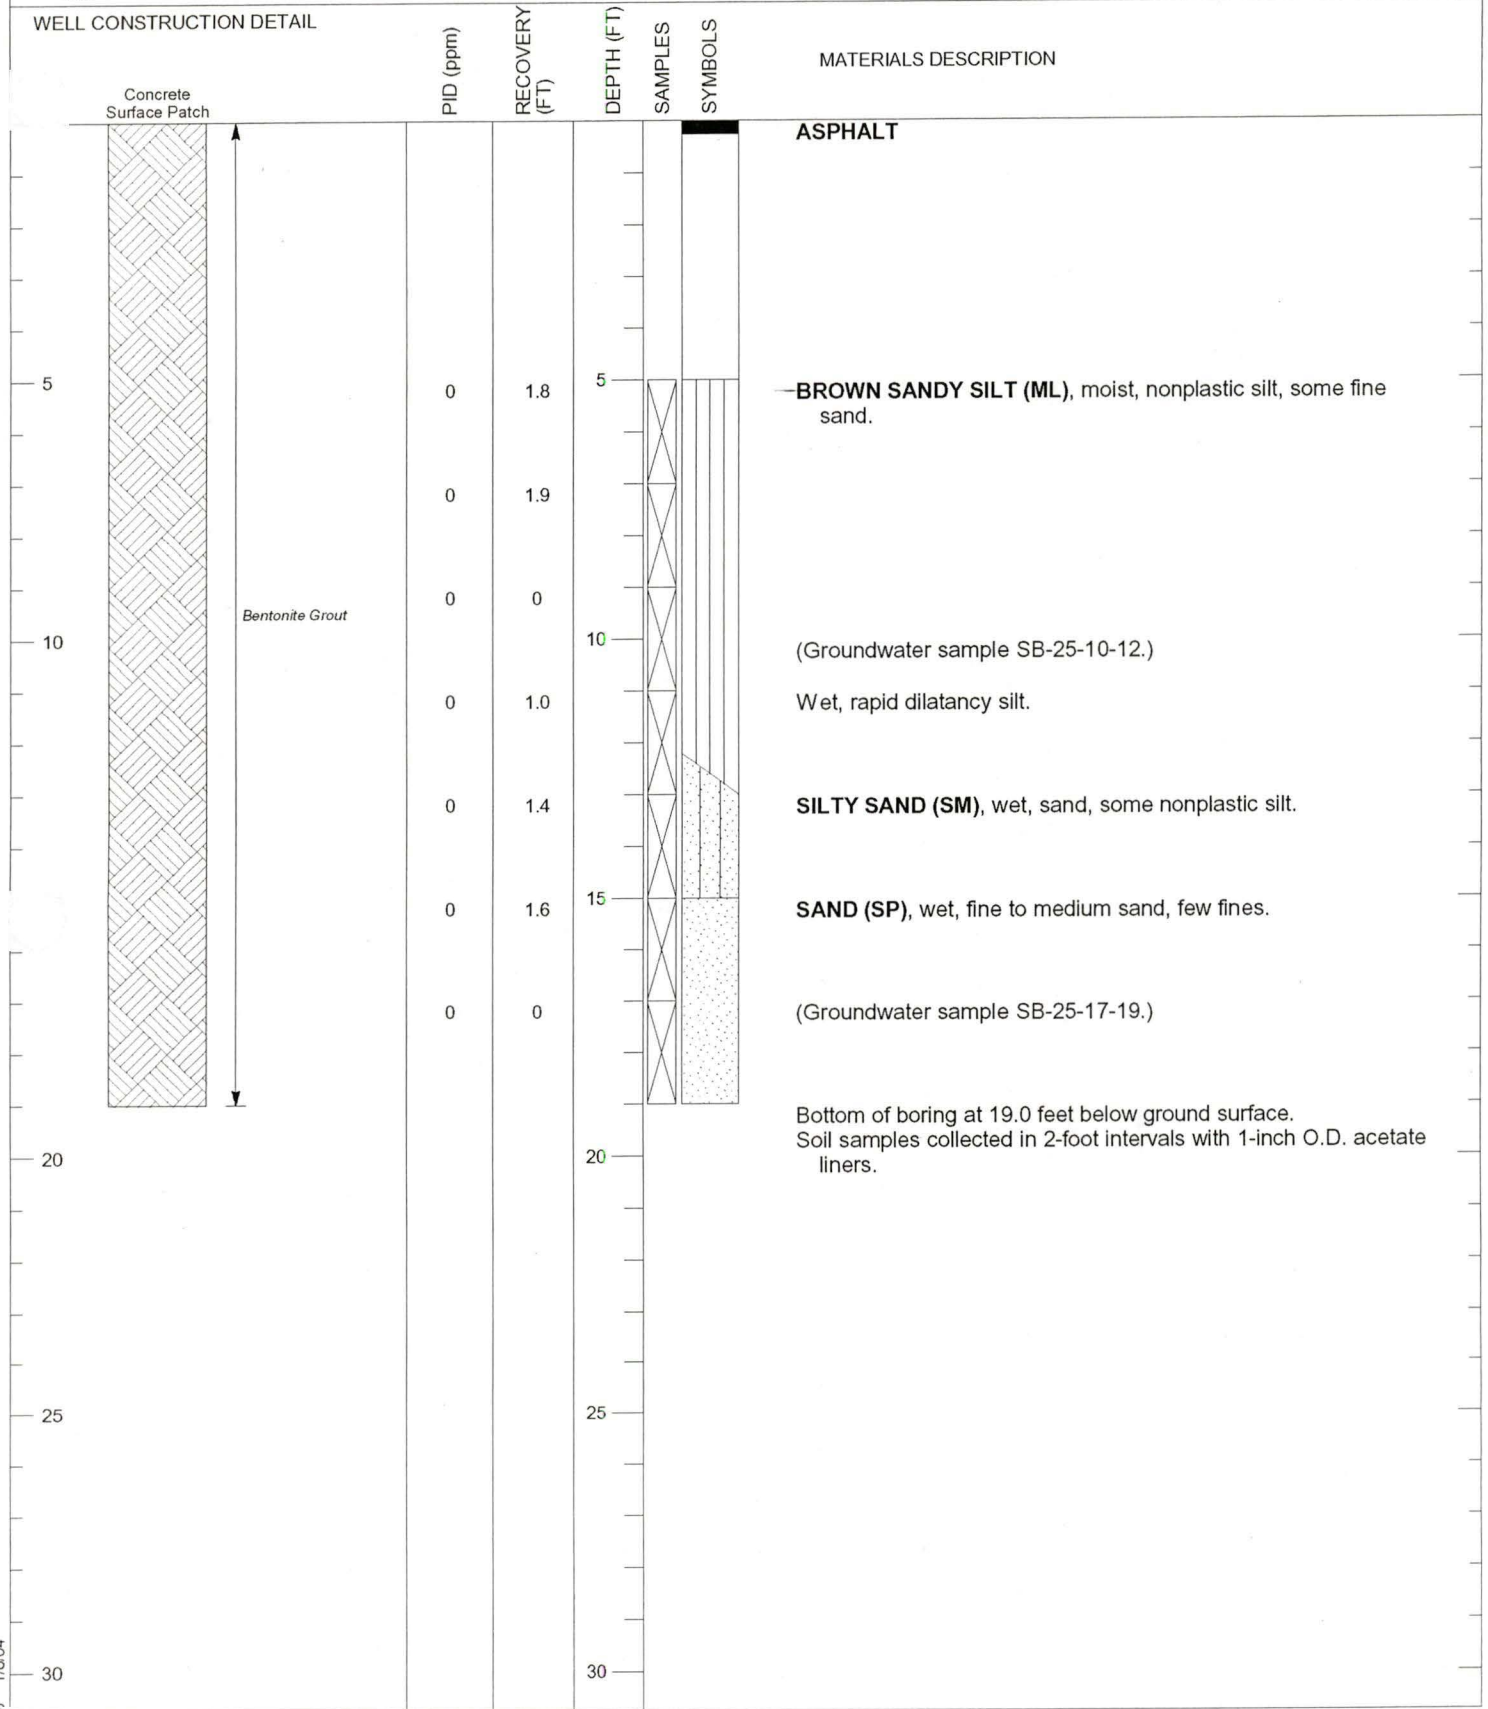 WELL CONSTRUCTION DETAIL
PID (ppm)
RECOVERY
(FT)
DEPTH (FT)
SAMPLES
SYMBOLS
MATERIALS DESCRIPTION
Concrete
Surface Patch
ASPHALT
5 0 1.8 5 BROWN SANDY SILT (ML), moist, nonplastic silt, some fine
sand.
0 1.9
0 0
Bentonite Grout
10 10 (Groundwater sample SB-25-10-12.)
0 1.0 Wet, rapid dilatancy silt.
0 1.4 SILTY SAND (SM), wet, sand, some nonplastic silt.
15
0 1.6 SAND (SP), wet, fine to medium sand, few fines.
0 0 (Groundwater sample SB-25-17-19.)
Bottom of boring at 19.0 feet below ground surface.
Soil samples collected in 2-foot intervals with 1-inch O.D. acetate
liners.
20 20
25 25
30 30